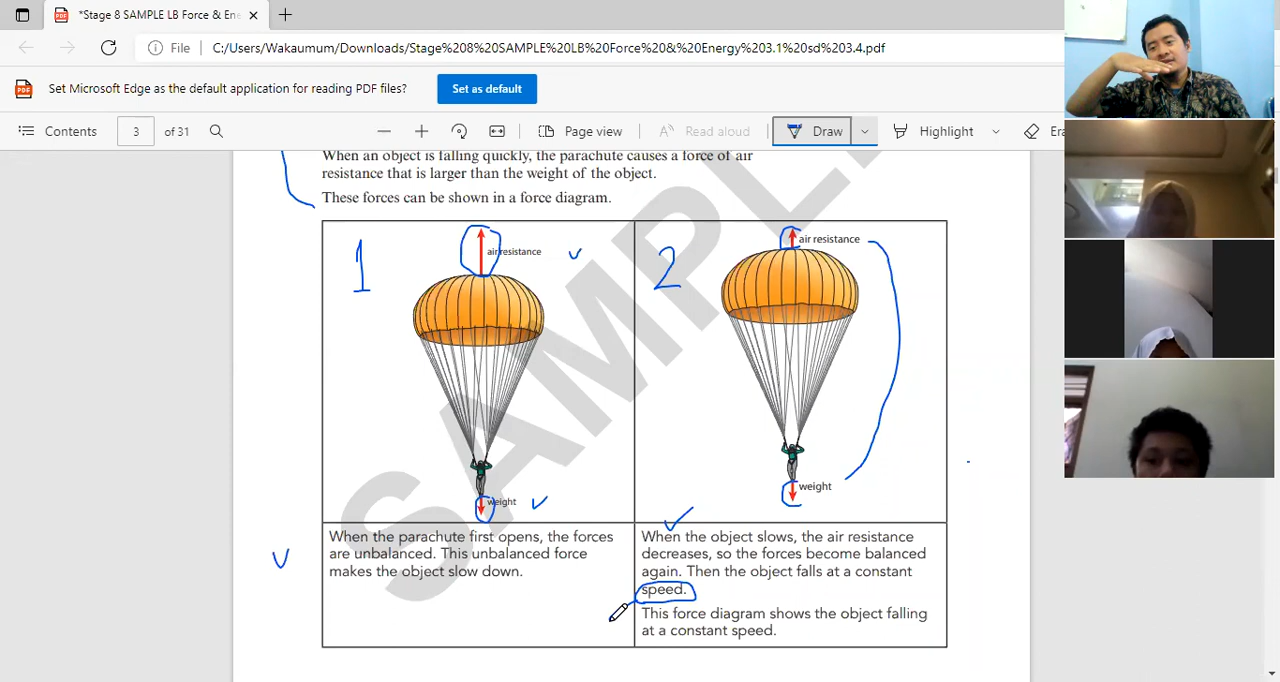 *Stage 8 SAMPLE LB Force & Ene
File
C:/Users/Wakaumum/Downloads/Stage%208%20SAMPLE%20LB%20Force%20&%20Energy%203.1%20sd%203.4.pdf
PDF
Set Microsoft Edge as the default application for reading PDF files?
Set as default
Contents
3
of 31
Page view
Read aloud
Draw
Highlight
Era
When an object is falling quickly, the parachute causes a force of air
resistance that is larger than the weight of the object.
These forces can be shown in a force diagram.
SAMPLE
1
air resistance
weight
2
air resistance
weight
When the parachute first opens, the forces
are unbalanced. This unbalanced force
makes the object slow down.
When the object slows, the air resistance
decreases, so the forces become balanced
again. Then the object falls at a constant
speed.
This force diagram shows the object falling
at a constant speed.